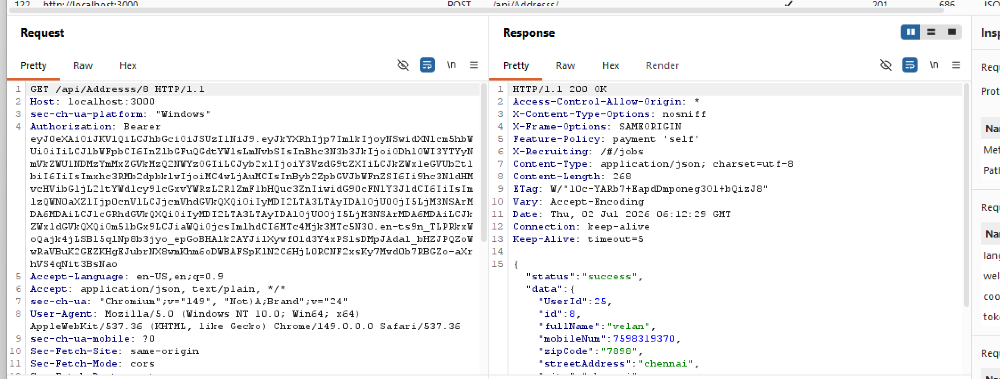 122 http://localhost:3000 POST /api/Addresss/ ✓ 201 686 JSO
Request
Pretty Raw Hex
\n
1 GET /api/Addresss/8 HTTP/1.1
2 Host: localhost:3000
3 sec-ch-ua-platform: "Windows"
4 Authorization: Bearer
eyJ0eXAiOiJKV1QiLCJhbGciOiJSUzI1NiJ9.eyJkYXRhIjp7ImlkIjoyNSwidXNlcm5hbW
UiOiIiLCJlbWFpbCI6InZlbGFuQGdtYWlsLmNvbSIsInBhc3N3b3JkIjoiODhlOWI3YTYyN
mVkZWU1NDMzYmMxZGVkMzQ2NWYzOGIiLCJyb2xlIjoiY3VzdG9tZXIiLCJkZWx1eGVUb2tl
biI6IiIsImxhc3RMb2dpbklwIjoiMC4wLjAuMCIsInByb2ZpbGVJbWFnZSI6Ii9hc3NldHM
vcHVibGljL2ltYWdlcy91cGxvYWRzL2RlZmF1bHQuc3ZnIiwidG90cFNlY3JldCI6IiIsIm
lzQWN0aXZlIjp0cnVlLCJjcmVhdGVkQXQiOiIyMDI2LTA3LTAyIDA1OjU0OjI5LjM3NSArM
DA6MDAiLCJ1cGRhdGVkQXQiOiIyMDI2LTA3LTAyIDA1OjU0OjI5LjM3NSArMDA6MDAiLCJk
ZWxldGVkQXQiOm51bGx9LCJiaWQiOjcsImlhdCI6MTc4Mjk3MTc5N30.en-ts9n_TLPRkxW
oQajk4jLSBl5qlNp8b3jyo_epGoBHAlk2AYJilXywf0ld3Y4xPSlsDMpJAdal_bHZJPQZoW
wRaVBuK2GEZKHgEJubrNX8wmKhm6oDWBAFSpKlN2C6HjL0RCNF2xsKy7Mwd0b7RBGZo-aXr
hVS4qNit3BsNao
5 Accept-Language: en-US,en;q=0.9
6 Accept: application/json, text/plain, */*
7 sec-ch-ua: "Chromium";v="149", "Not)A;Brand";v="24"
8 User-Agent: Mozilla/5.0 (Windows NT 10.0; Win64; x64)
AppleWebKit/537.36 (KHTML, like Gecko) Chrome/149.0.0.0 Safari/537.36
9 sec-ch-ua-mobile: ?0
10 Sec-Fetch-Site: same-origin
11 Sec-Fetch-Mode: cors
Response
Pretty Raw Hex Render
\n
1 HTTP/1.1 200 OK
2 Access-Control-Allow-Origin: *
3 X-Content-Type-Options: nosniff
4 X-Frame-Options: SAMEORIGIN
5 Feature-Policy: payment 'self'
6 X-Recruiting: /#/jobs
7 Content-Type: application/json; charset=utf-8
8 Content-Length: 268
9 ETag: W/"10c-YARb7+EapdDmponeg301+bQizJ8"
10 Vary: Accept-Encoding
11 Date: Thu, 02 Jul 2026 06:12:29 GMT
12 Connection: keep-alive
13 Keep-Alive: timeout=5
14
15 {
"status":"success",
"data":{
"UserId":25,
"id":8,
"fullName":"velan",
"mobileNum":7598319370,
"zipCode":"7898",
"streetAddress":"chennai",
Insp
Requ
Prot
Nar
Met
Path
Requ
Nar
lang
wel
coo
toke
Requ